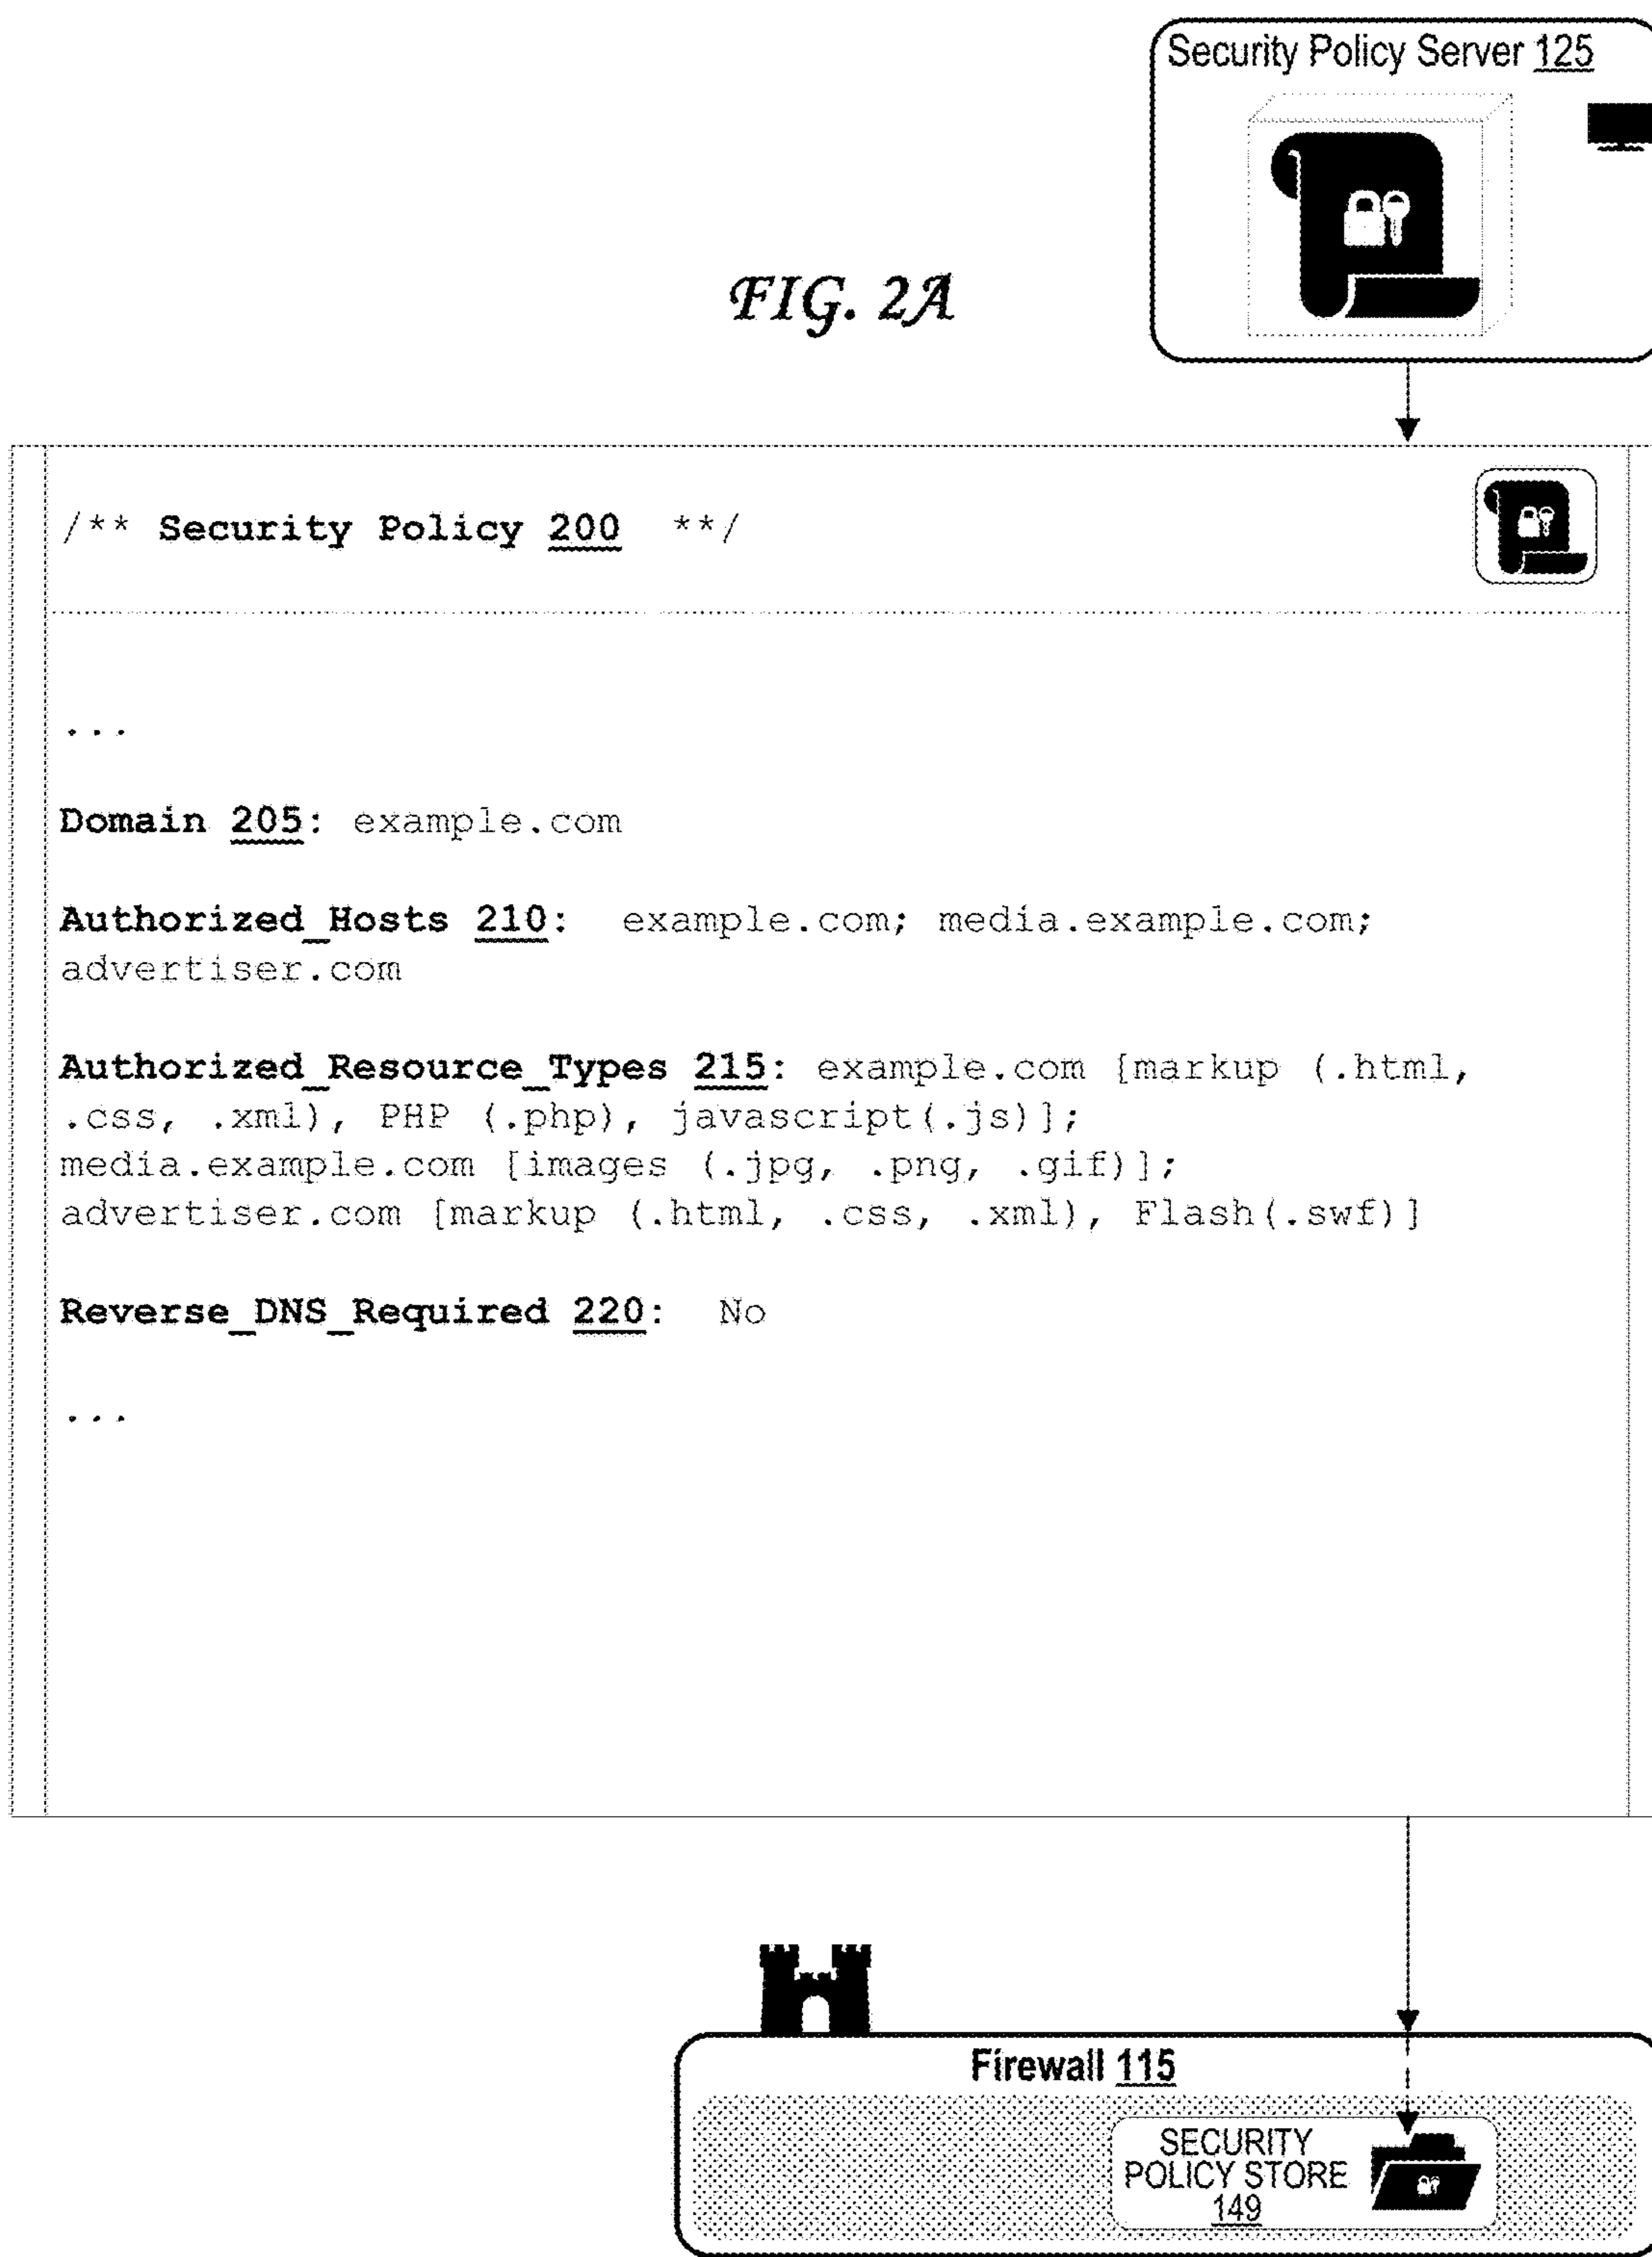 Security Policy Server 125
FIG. 2A
/** Security Policy 200 **/
...
Domain 205: example.com
Authorized_Hosts 210: example.com; media.example.com;
advertiser.com
Authorized_Resource_Types 215: example.com [markup (.html,
.css, .xml), PHP (.php), javascript(.js)];
media.example.com [images (.jpg, .png, .gif)];
advertiser.com [markup (.html, .css, .xml), Flash(.swf)]
Reverse_DNS_Required 220: No
...
Firewall 115
SECURITY
POLICY STORE
149